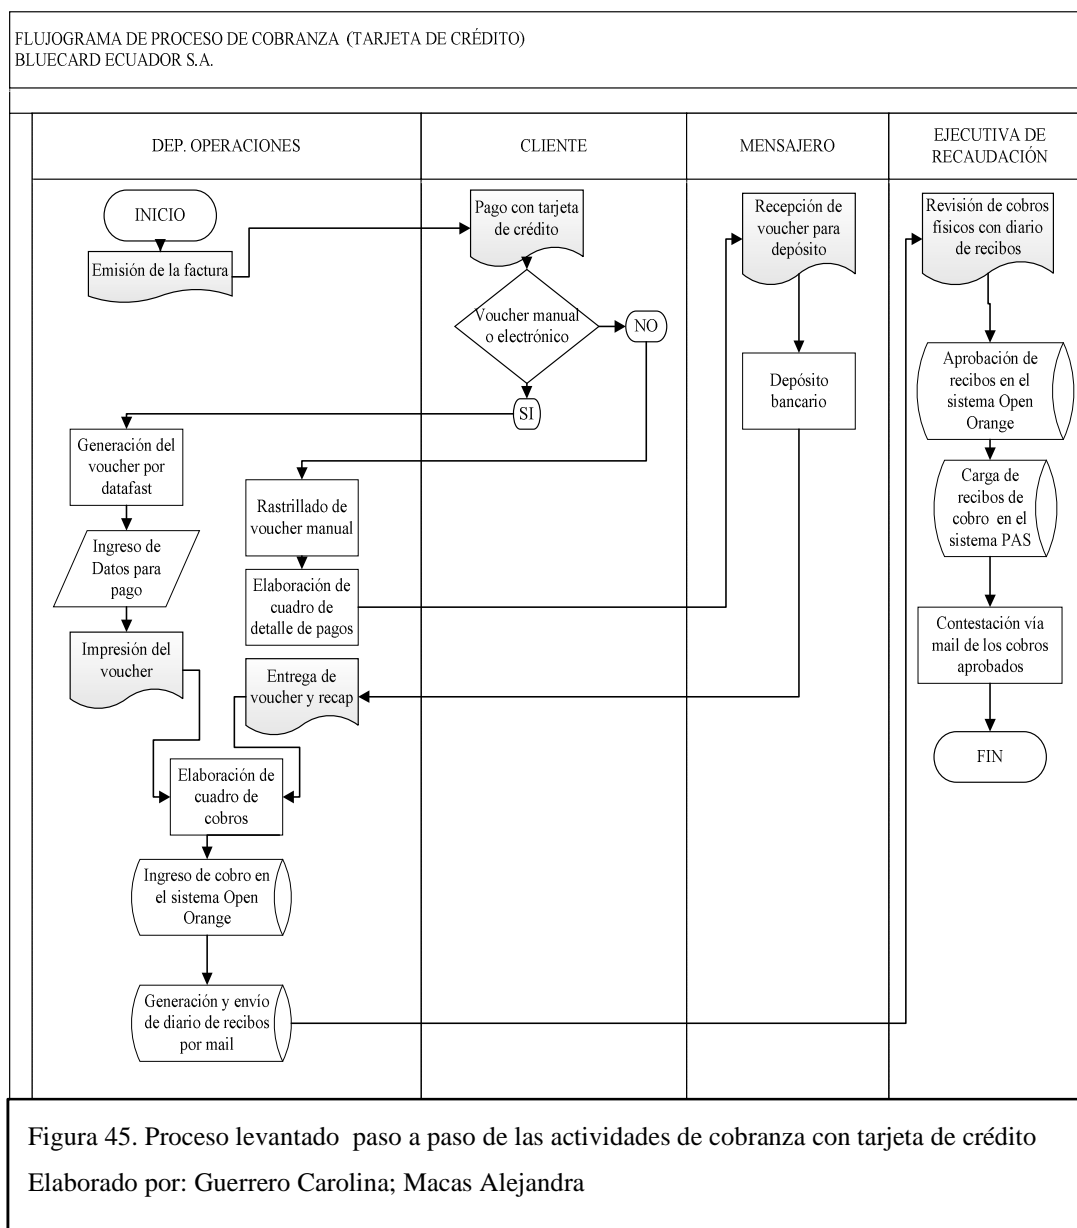 FLUJOGRAMA DE PROCESO DE COBRANZA (TARJETA DE CRÉDITO)
BLUECARD ECUADOR S.A.
DEP. OPERACIONES
CLIENTE
MENSAJERO
EJECUTIVA DE
RECAUDACIÓN
INICIO
Emisión de la factura
Pago con tarjeta
de crédito
Voucher manual
o electrónico
NO
SI
Generación del
voucher por
datafast
Ingreso de
Datos para
pago
Impresión del
voucher
Rastrillado de
voucher manual
Elaboración de
cuadro de
detalle de pagos
Recepción de
voucher para
depósito
Depósito
bancario
Entrega de
voucher y recap
Elaboración de
cuadro de
cobros
Ingreso de cobro en
el sistema Open
Orange
Generación y envío
de diario de recibos
por mail
Revisión de cobros
físicos con diario
de recibos
Aprobación de
recibos en el
sistema Open
Orange
Carga de
recibos de
cobro en el
sistema PAS
Contestación vía
mail de los cobros
aprobados
FIN
Figura 45. Proceso levantado paso a paso de las actividades de cobranza con tarjeta de crédito
Elaborado por: Guerrero Carolina; Macas Alejandra